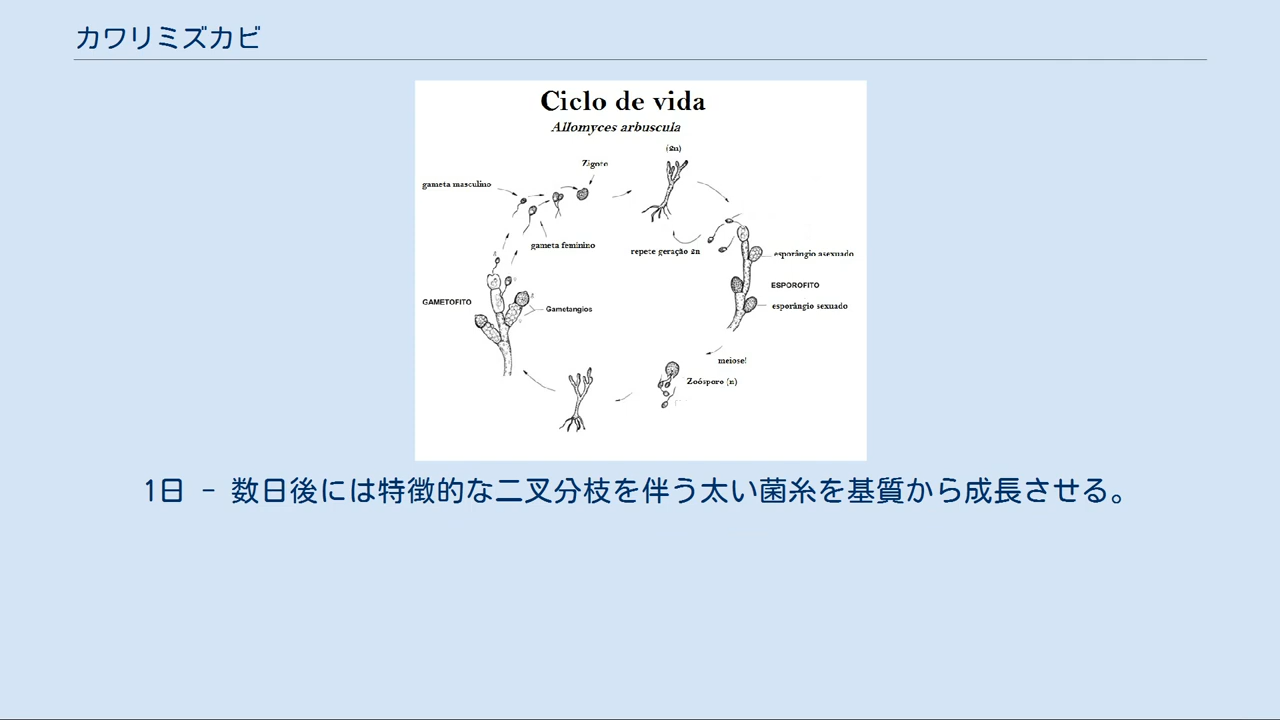 カワリミズカビ
Ciclo de vida
Allomyces arbuscula
(2n)
Zigoto
gameta masculino
gameta feminino
repete geração 2n
esporângio asexuado
ESPOROFITO
esporângio sexuado
GAMETOFITO
Gametangios
meiose!
Zoósporo (n)
1日 - 数日後には特徴的な二叉分枝を伴う太い菌糸を基質から成長させる。